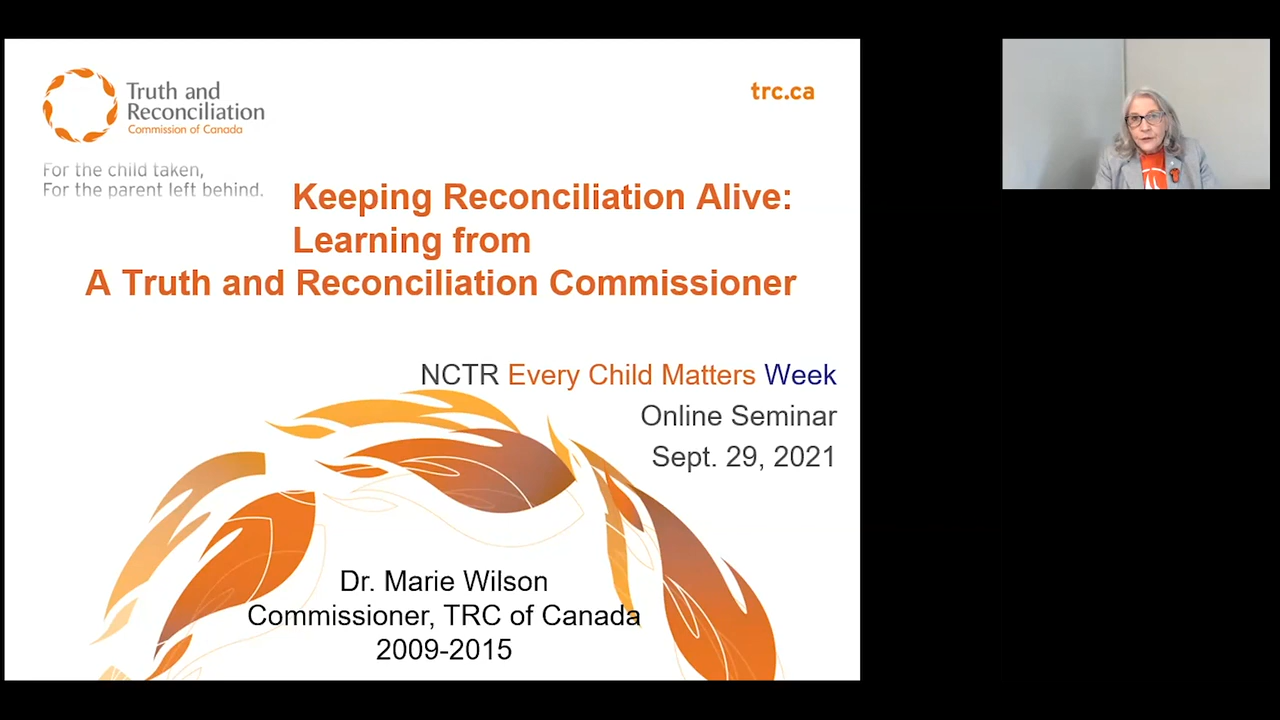 Truth and
Reconciliation
Commission of Canada
For the child taken,
For the parent left behind.
trc.ca
Keeping Reconciliation Alive:
Learning from
A Truth and Reconciliation Commissioner
NCTR Every Child Matters Week
Online Seminar
Sept. 29, 2021
Dr. Marie Wilson
Commissioner, TRC of Canada
2009-2015